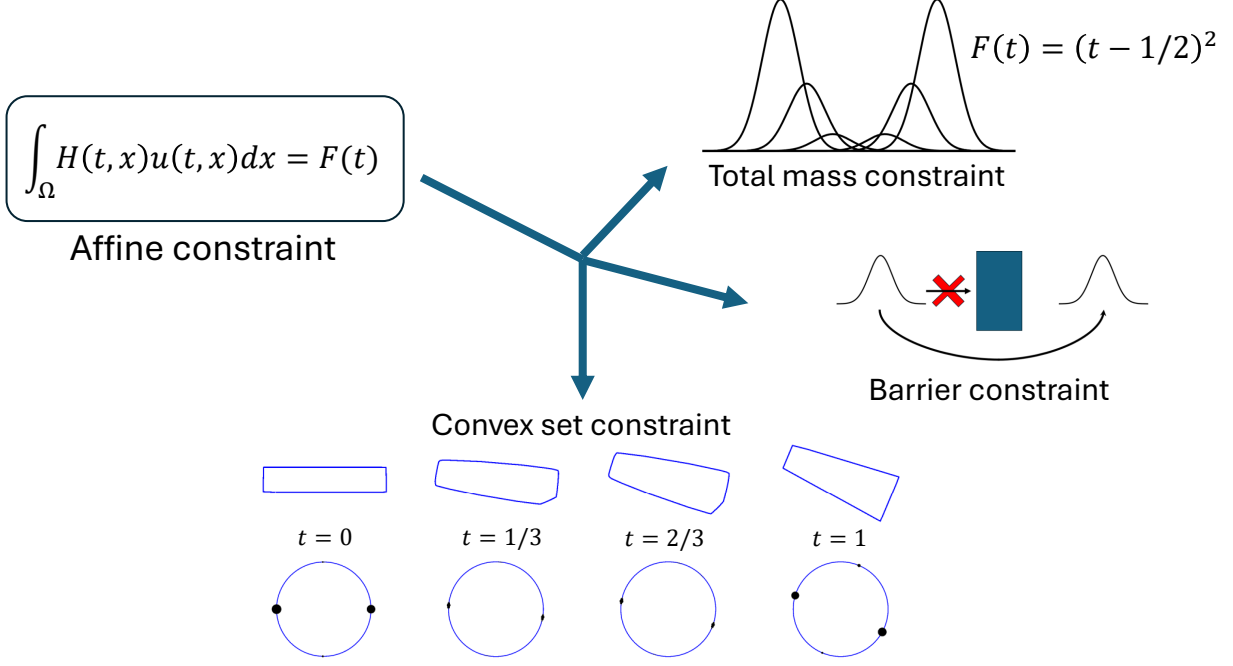 F(t) = (t − 1/2)²
∫_Ω H(t, x)u(t, x)dx = F(t)
Total mass constraint
Affine constraint
Barrier constraint
Convex set constraint
t = 0
t = 1/3
t = 2/3
t = 1